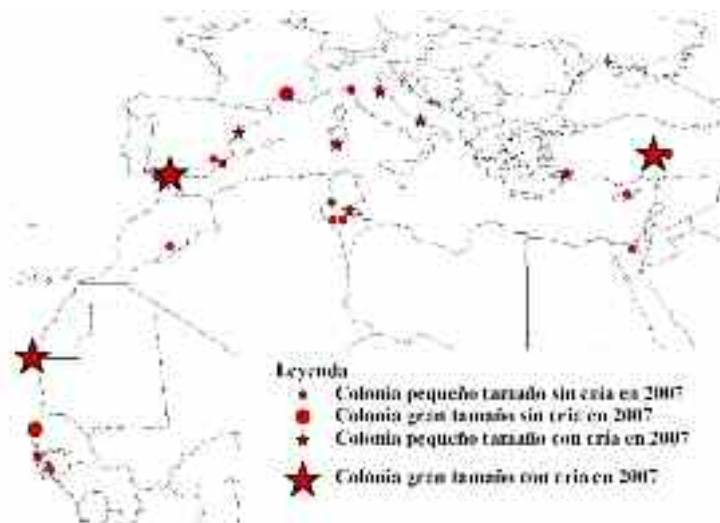 Leyenda
Colonia pequeño tamaño sin cría en 2007
Colonia gran tamaño sin cría en 2007
Colonia pequeño tamaño con cría en 2007
Colonia gran tamaño con cría en 2007